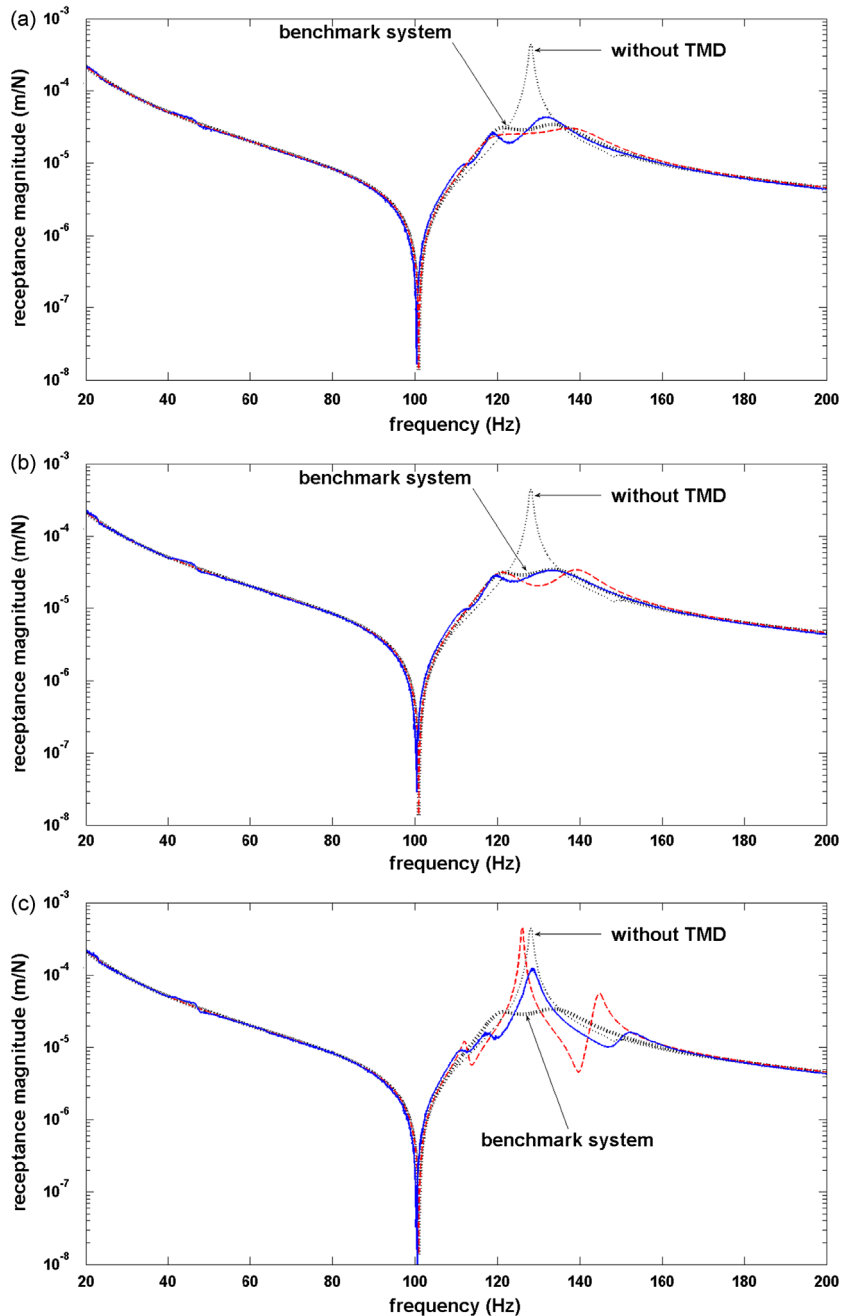 (a)
10⁻³
benchmark system
without TMD
10⁻⁴
10⁻⁵
10⁻⁶
10⁻⁷
10⁻⁸
receptance magnitude (m/N)
20 40 60 80 100 120 140 160 180 200
frequency (Hz)
(b)
10⁻³
benchmark system
without TMD
10⁻⁴
10⁻⁵
10⁻⁶
10⁻⁷
10⁻⁸
receptance magnitude (m/N)
20 40 60 80 100 120 140 160 180 200
frequency (Hz)
(c)
10⁻³
without TMD
10⁻⁴
10⁻⁵
10⁻⁶
benchmark system
10⁻⁷
10⁻⁸
receptance magnitude (m/N)
20 40 60 80 100 120 140 160 180 200
frequency (Hz)